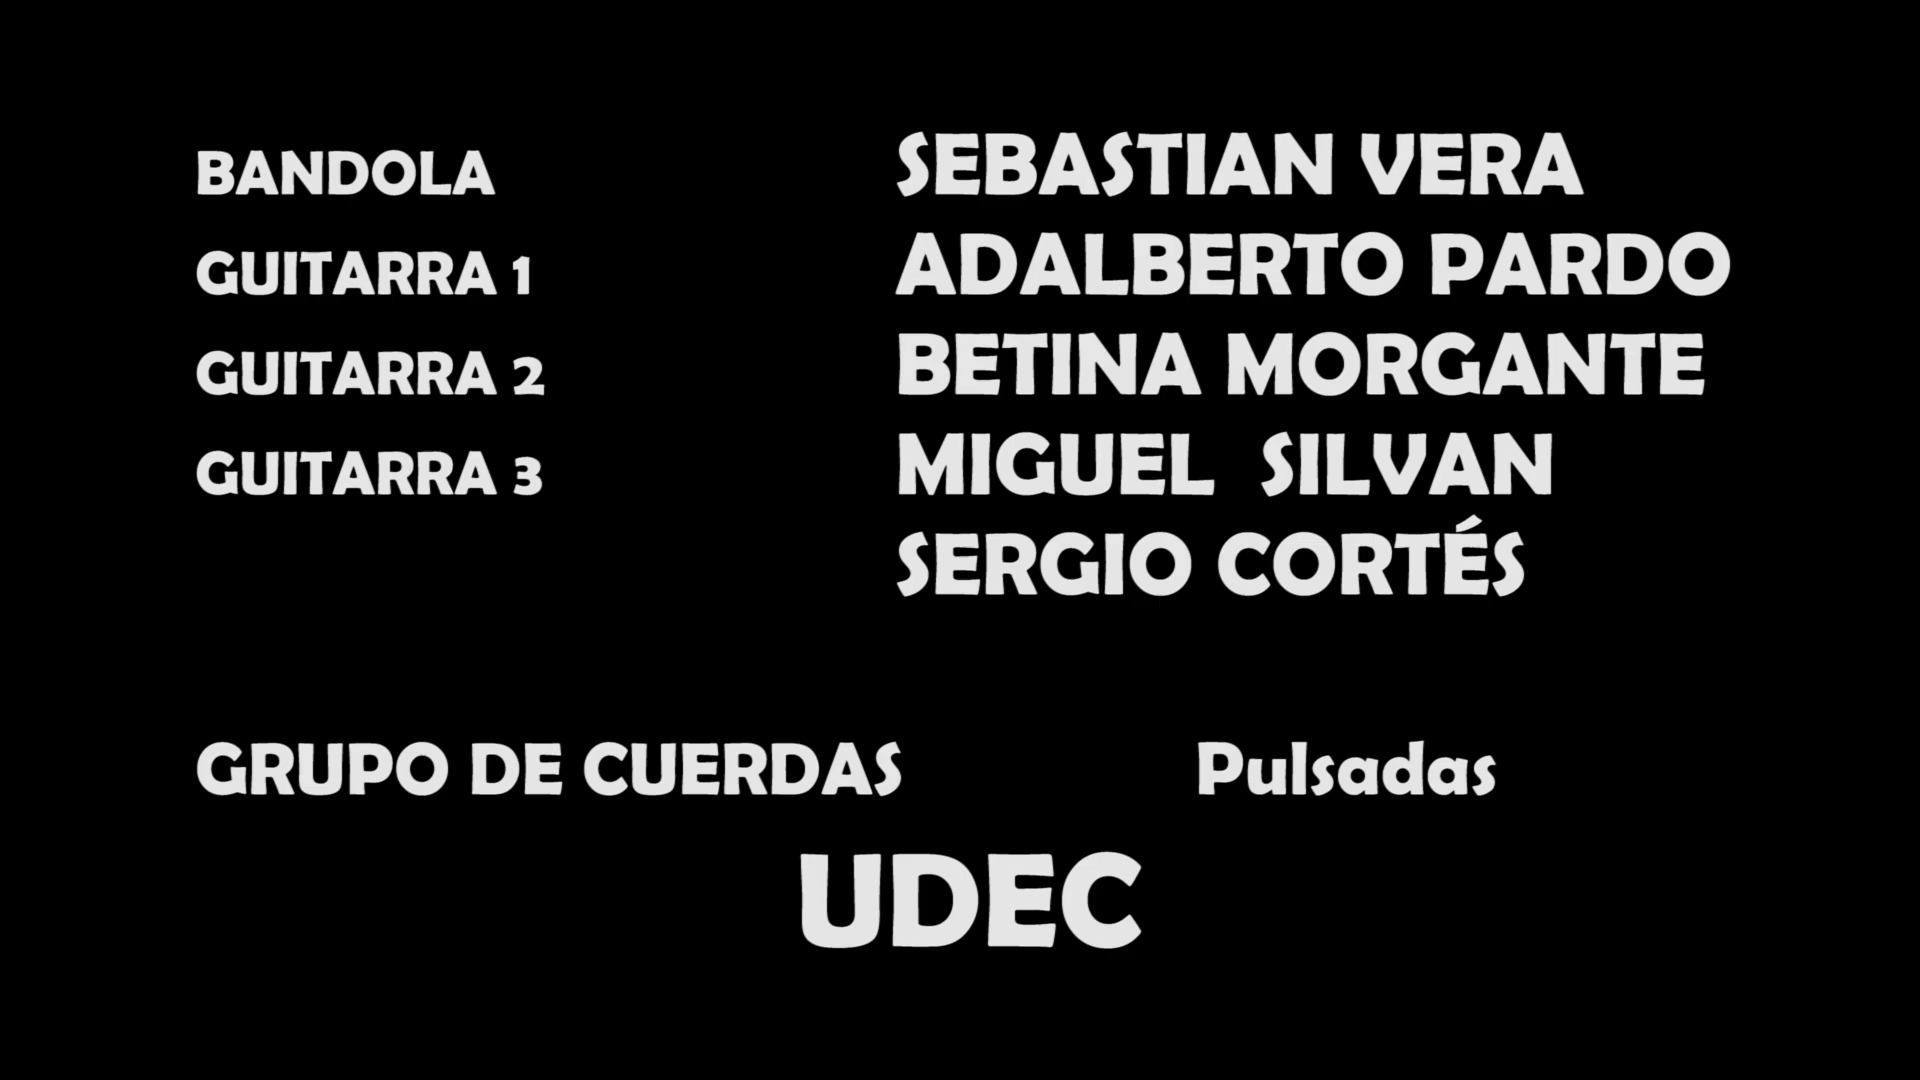 BANDOLA SEBASTIAN VERA
GUITARRA 1 ADALBERTO PARDO
GUITARRA 2 BETINA MORGANTE
GUITARRA 3 MIGUEL SILVAN
SERGIO CORTÉS
GRUPO DE CUERDAS Pulsadas
UDEC